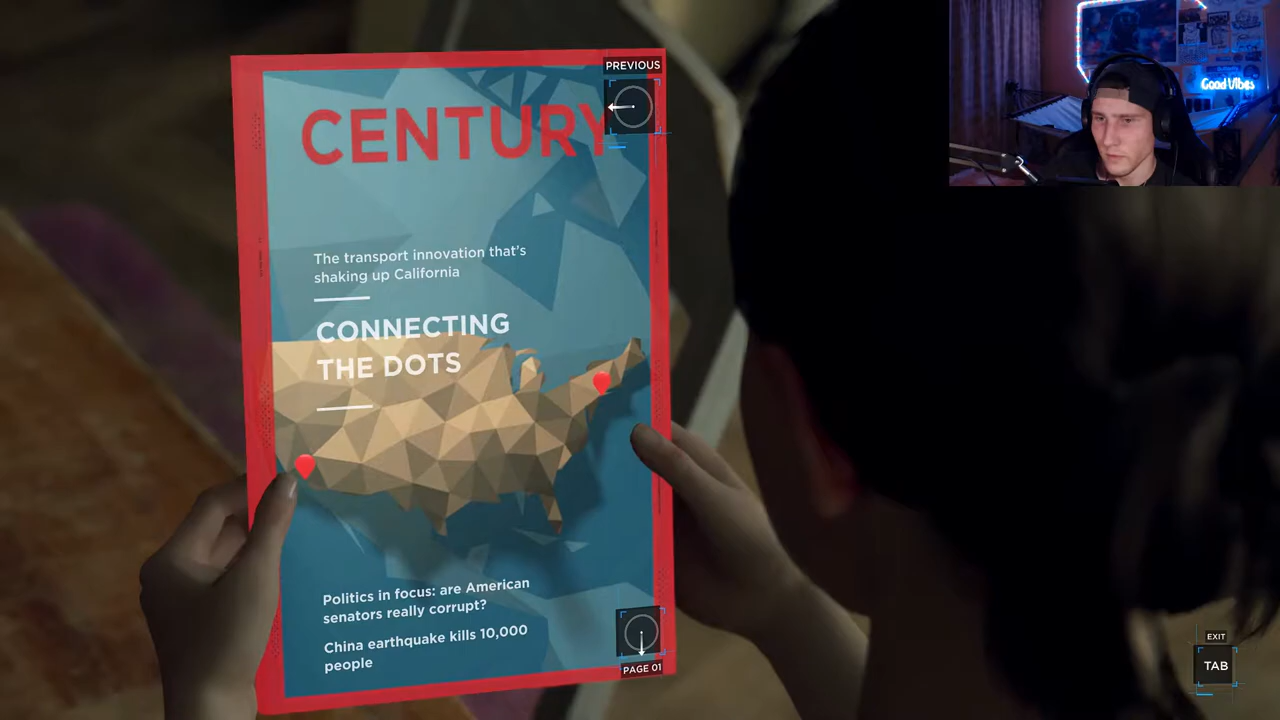 PREVIOUS
Good Vibes
CENTURY
The transport innovation that's
shaking up California
CONNECTING
THE DOTS
Politics in focus: are American
senators really corrupt?
China earthquake kills 10,000
people
PAGE 01
EXIT
TAB